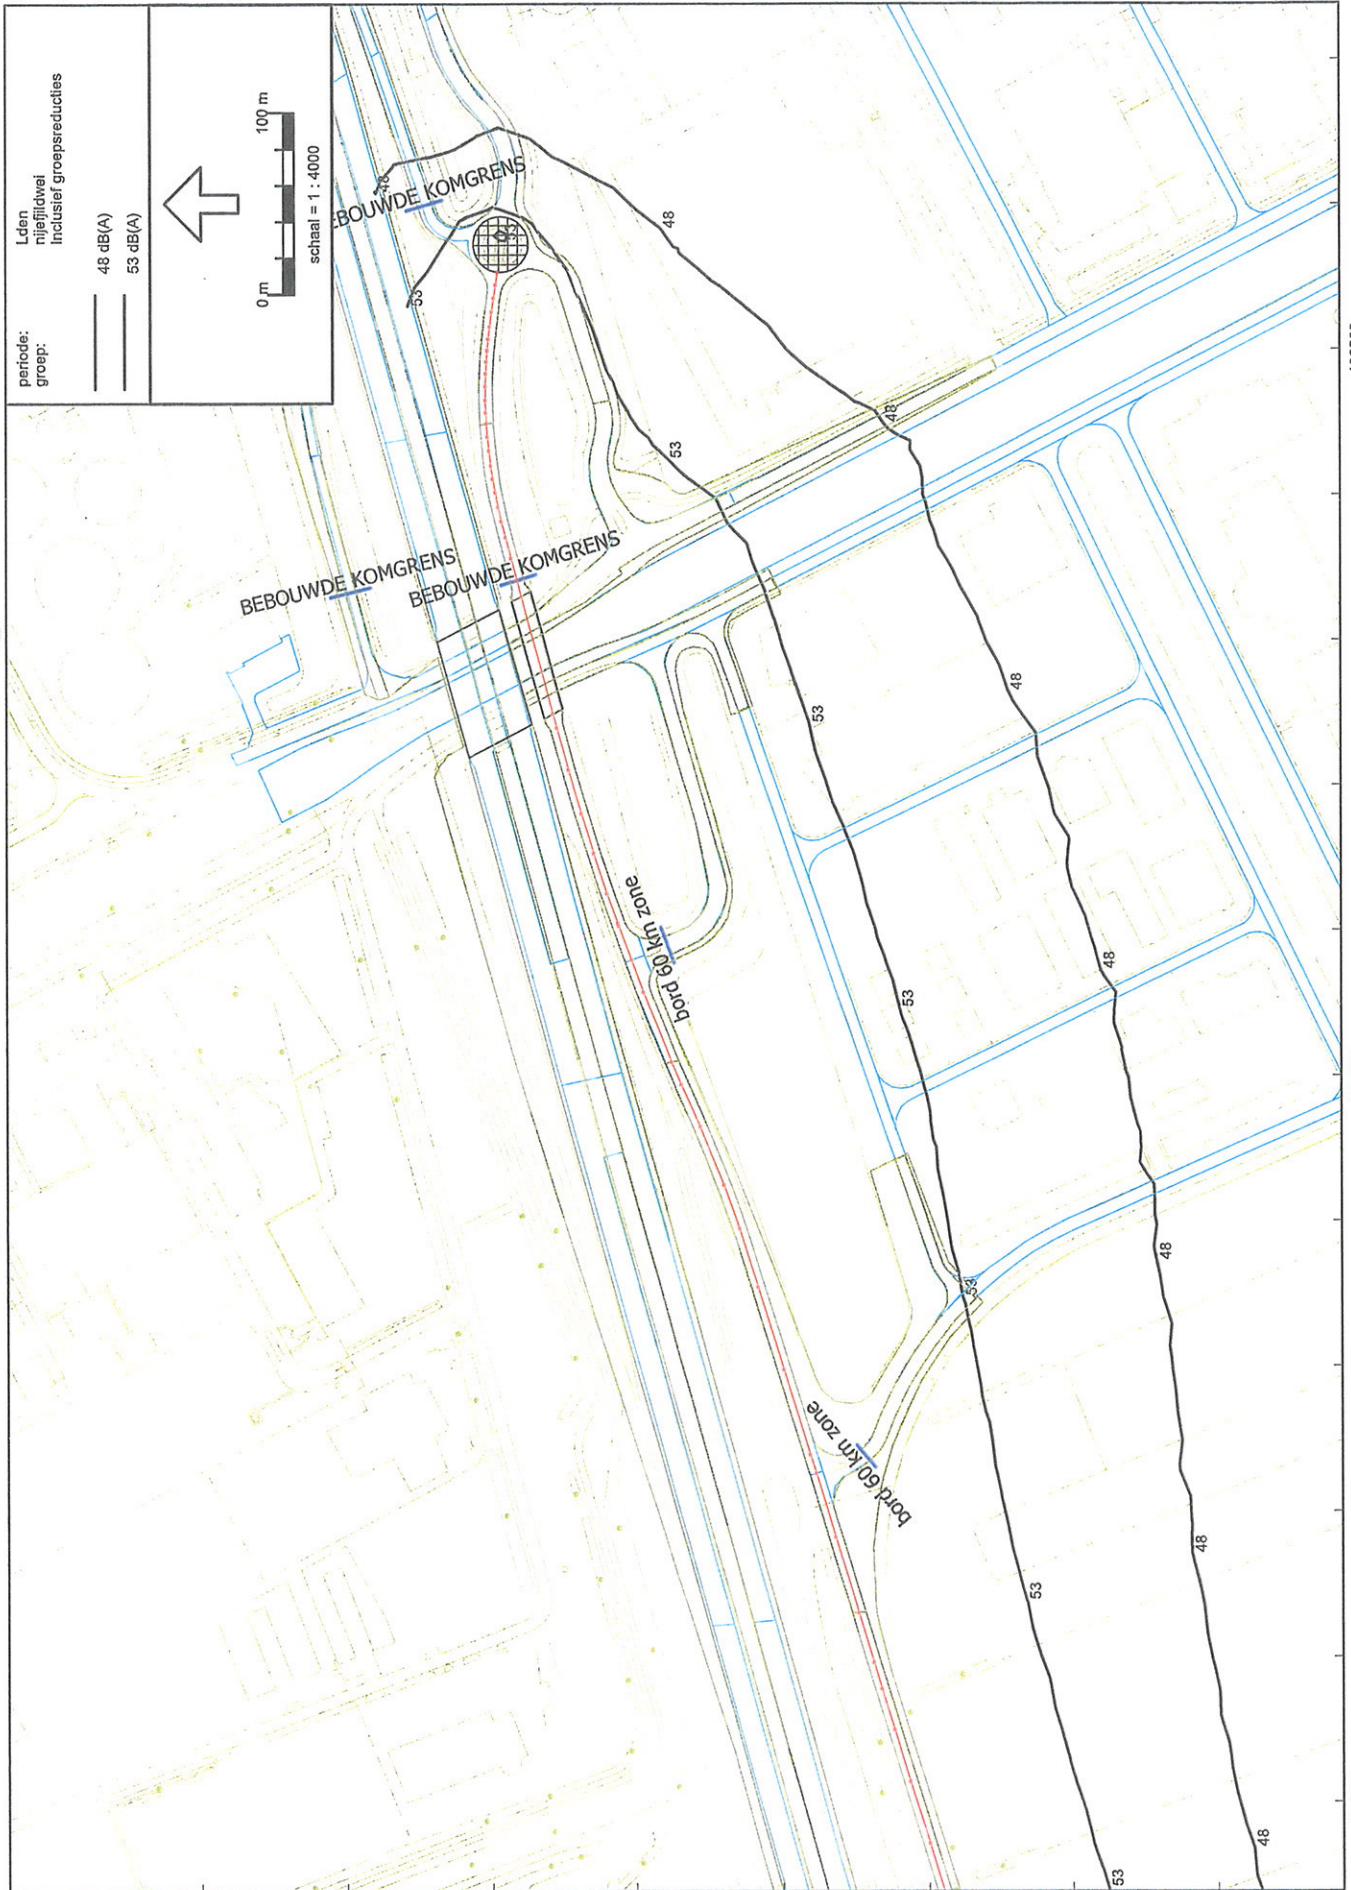 periode:
Lden
groep:
nijefjildwei
Inclusief groepsreducties
48 dB(A)
53 dB(A)
0 m
100 m
schaal = 1 : 4000
48
EBOUWDE KOMGRENS
53
53
48
53
48
BEBOUWDE KOMGRENS
BEBOUWDE KOMGRENS
48
53
bord 60 km zone
48
53
48
53
bord 60 km zone
48
53
48
53